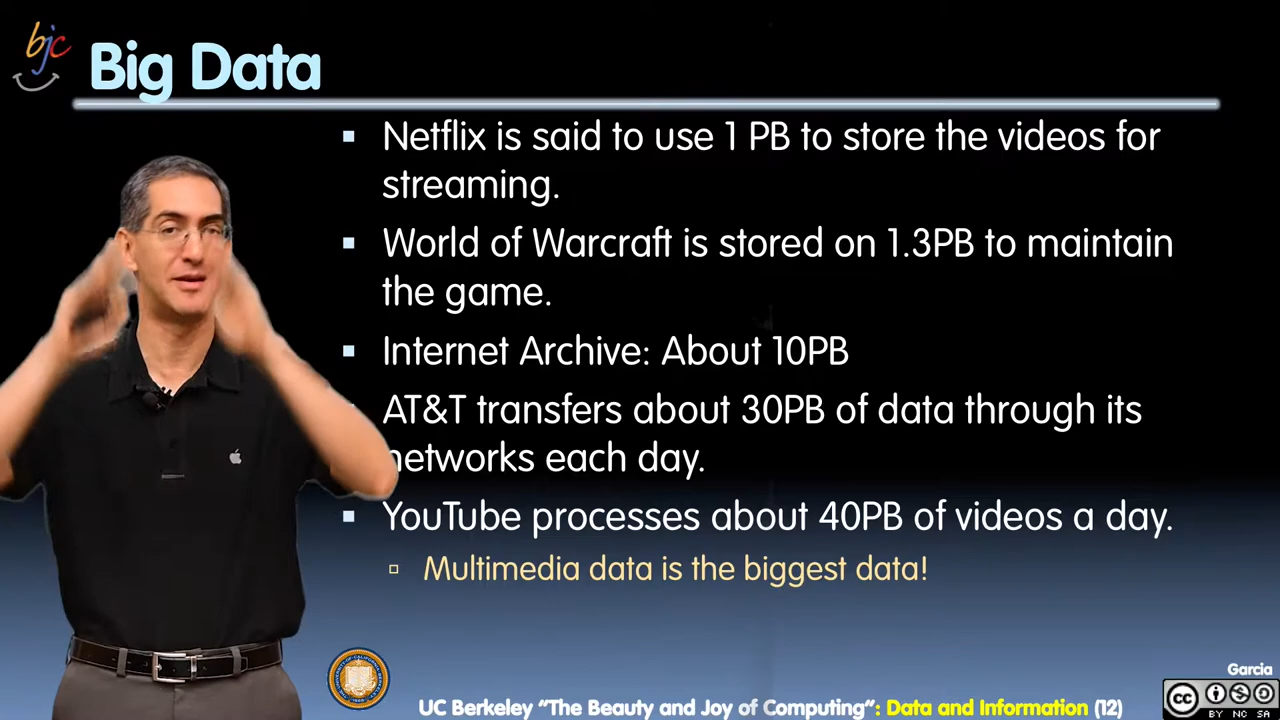 bjc
Big Data
Netflix is said to use 1 PB to store the videos for
streaming.
World of Warcraft is stored on 1.3PB to maintain
the game.
Internet Archive: About 10PB
AT&T transfers about 30PB of data through its
networks each day.
YouTube processes about 40PB of videos a day.
Multimedia data is the biggest data!
Garcia
UC Berkeley “The Beauty and Joy of Computing”: Data and Information (12)
cc
BY NC SA